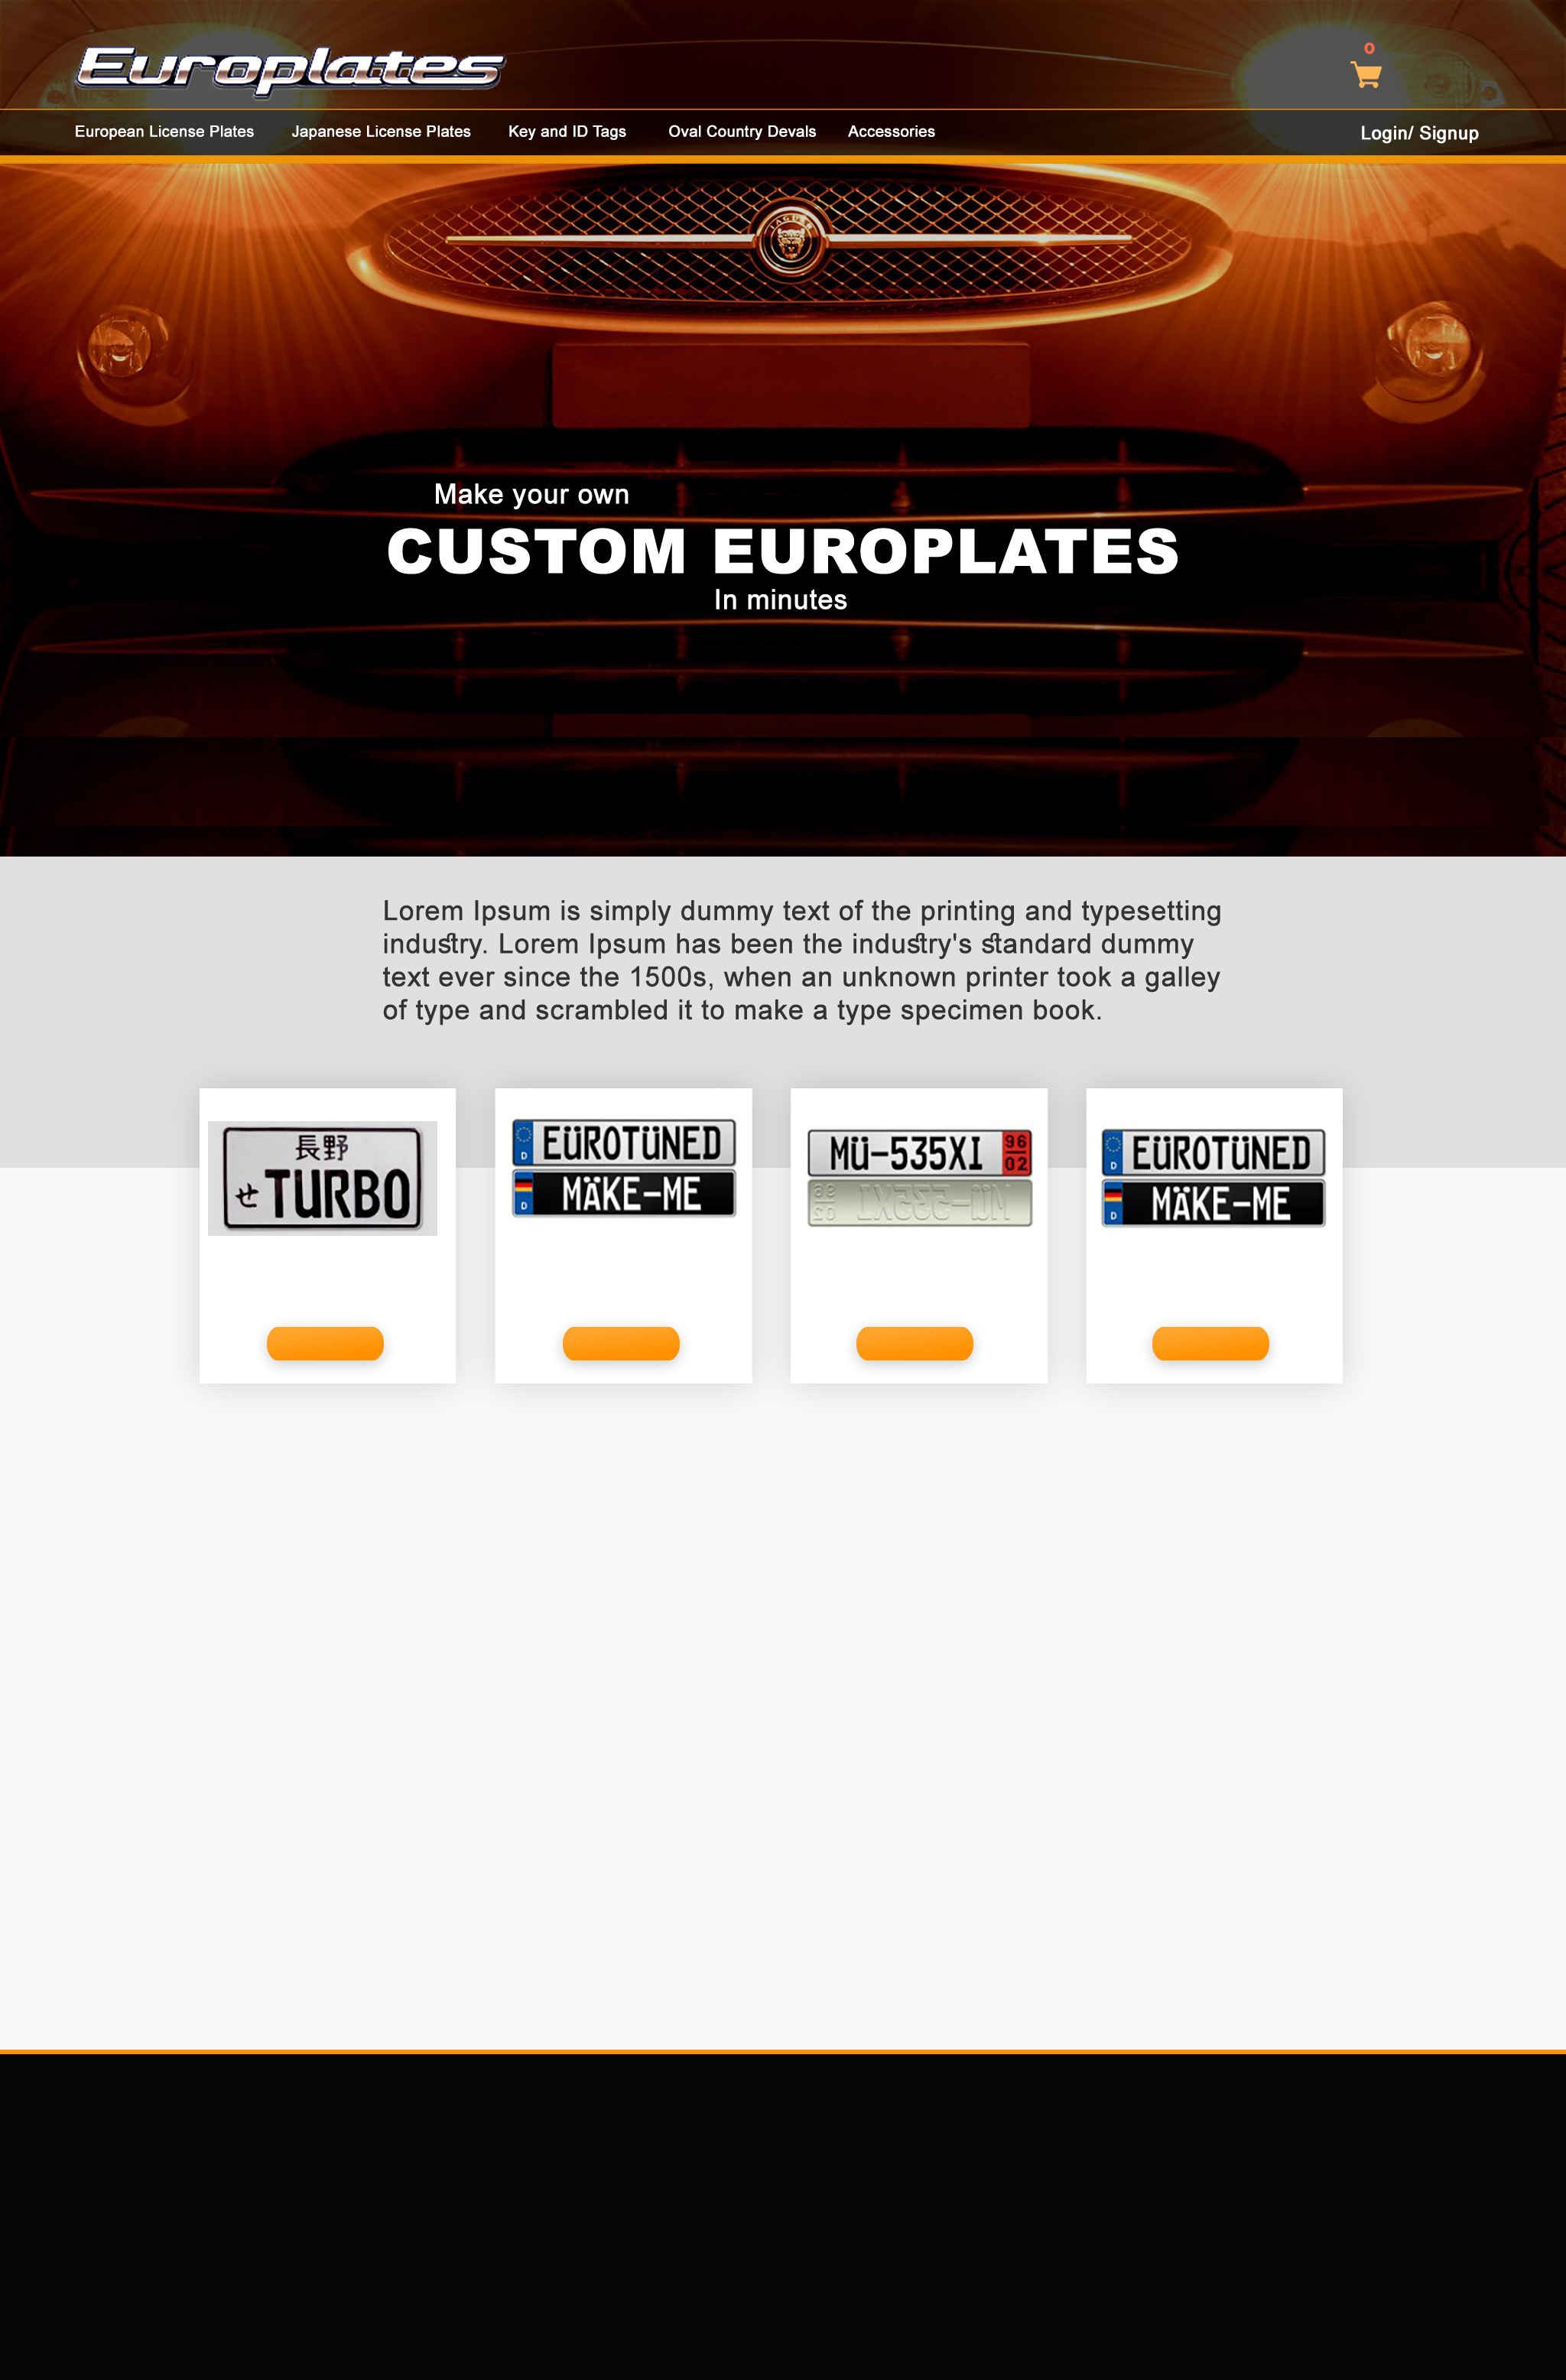 Europlates
0
European License Plates Japanese License Plates Key and ID Tags Oval Country Devals Accessories Login/ Signup
JAGUAR
Make your own
CUSTOM EUROPLATES
In minutes
Lorem Ipsum is simply dummy text of the printing and typesetting
industry. Lorem Ipsum has been the industry's standard dummy
text ever since the 1500s, when an unknown printer took a galley
of type and scrambled it to make a type specimen book.
長野
せ TURBO
D EÜROTÜNED
D MÄKE-ME
MÜ-535XI 96 02
MÜ-535XI 96 02
D EÜROTÜNED
D MÄKE-ME